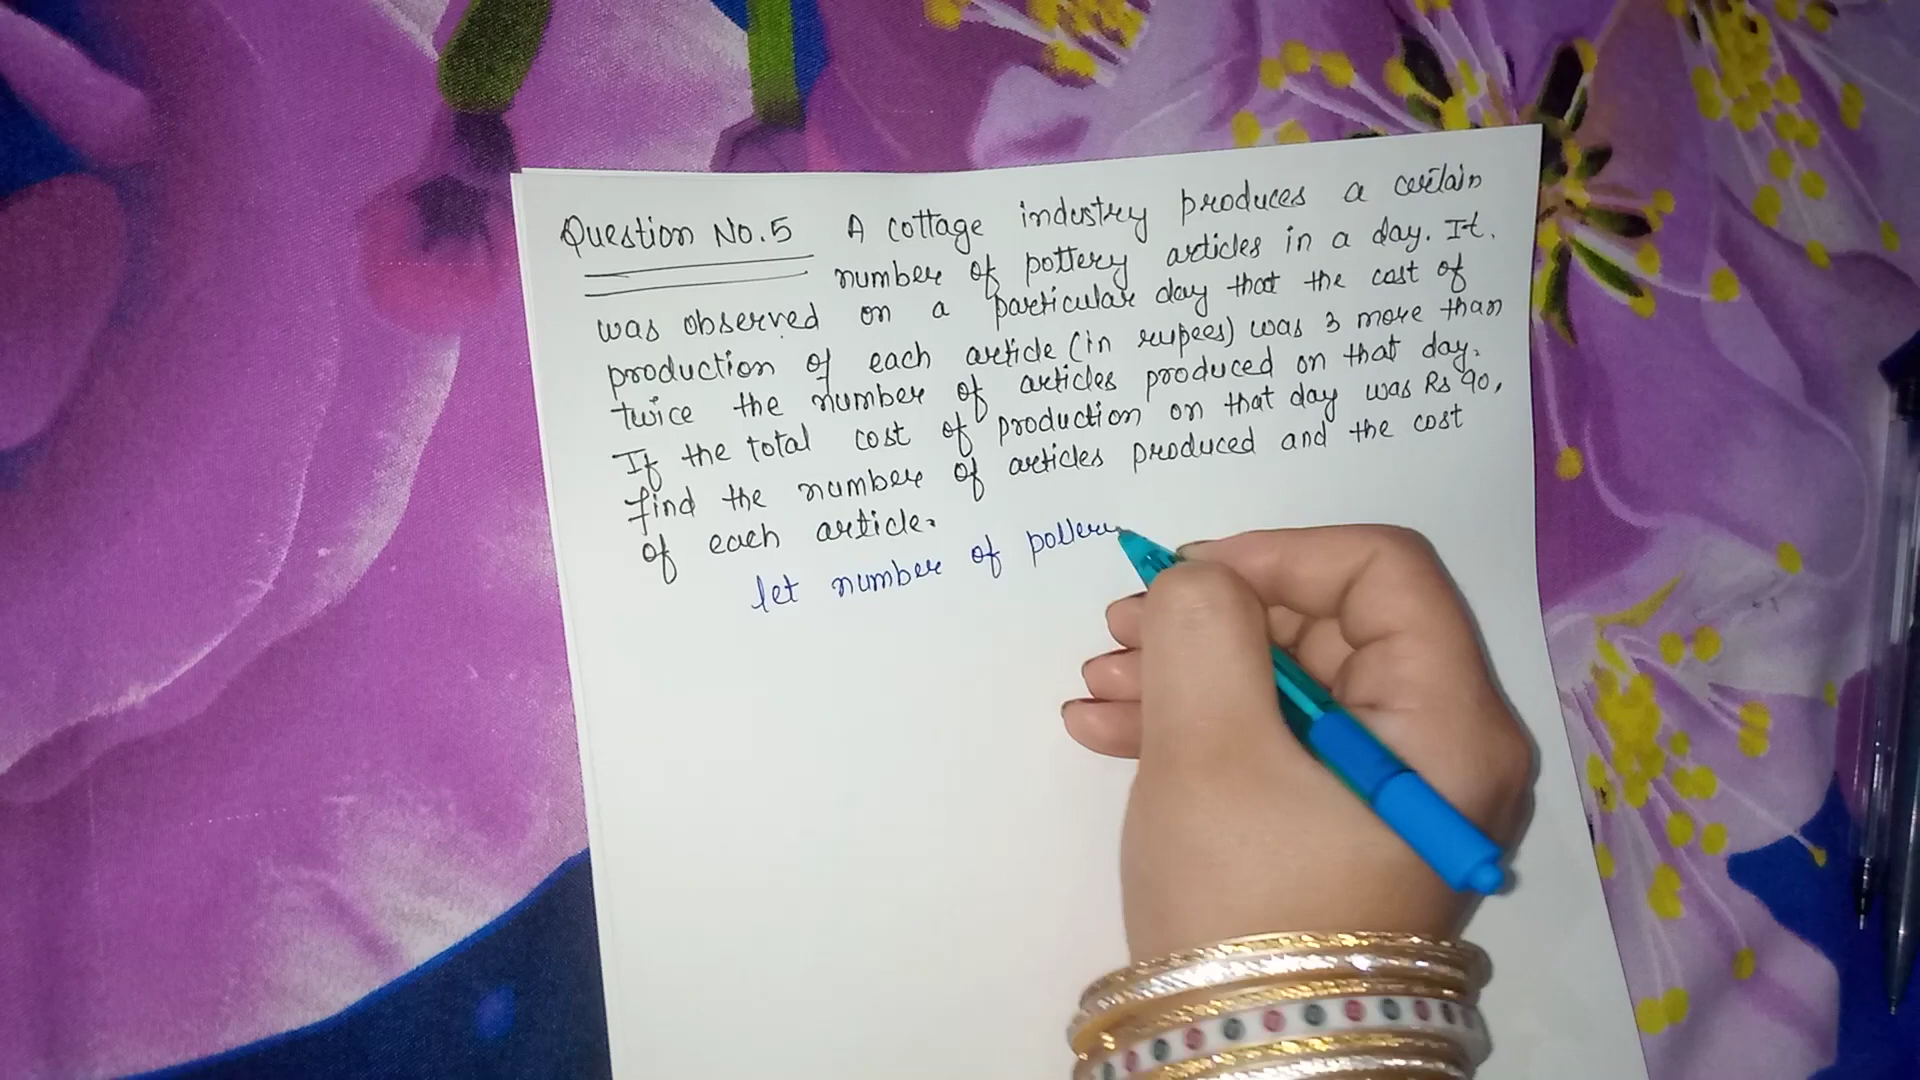 Question No.5 A cottage industry produces a certain
number of pottery articles in a day. It
was observed on a particular day that the cost of
production of each article (in rupees) was 3 more than
twice the number of articles produced on that day.
If the total cost of production on that day was Rs 90,
find the number of articles produced and the cost
of each article.
let number of